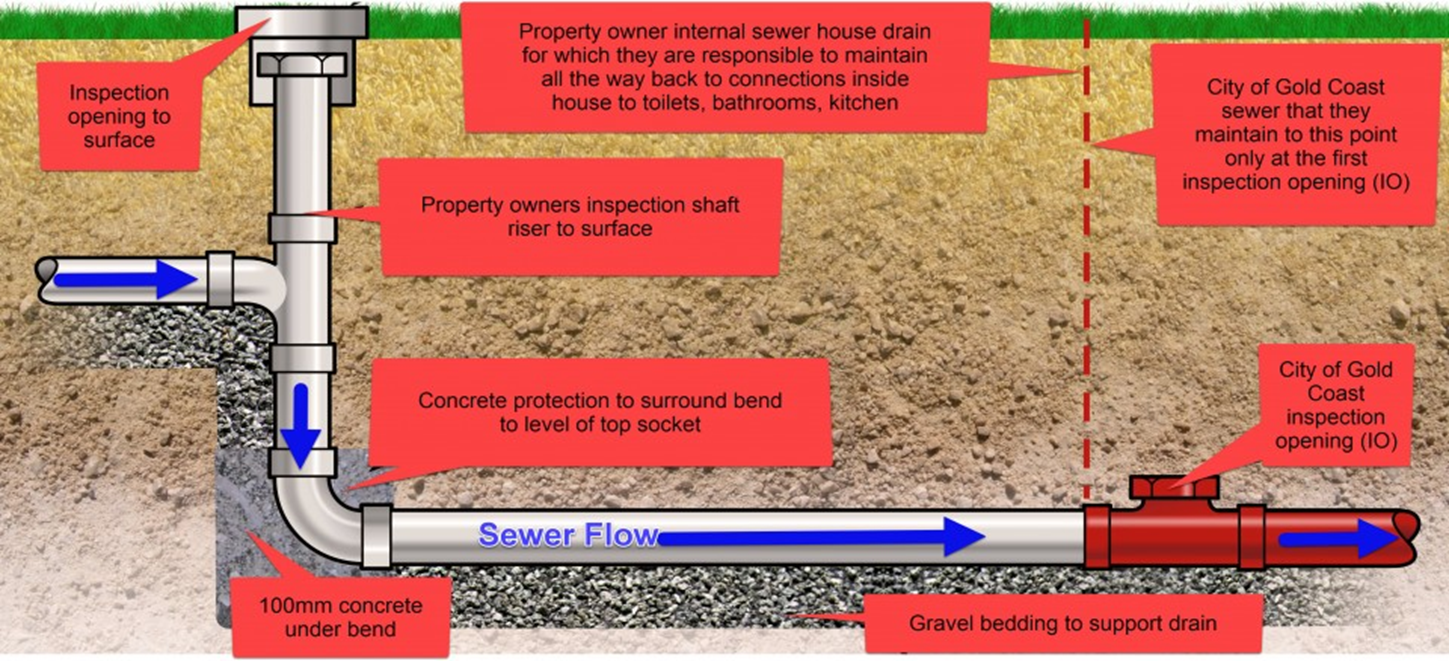 Property owner internal sewer house drain
for which they are responsible to maintain
all the way back to connections inside
house to toilets, bathrooms, kitchen
Inspection
opening to
surface
City of Gold Coast
sewer that they
maintain to this point
only at the first
inspection opening (IO)
Property owners inspection shaft
riser to surface
Concrete protection to surround bend
to level of top socket
City of Gold
Coast
inspection
opening (IO)
Sewer Flow
100mm concrete
under bend
Gravel bedding to support drain